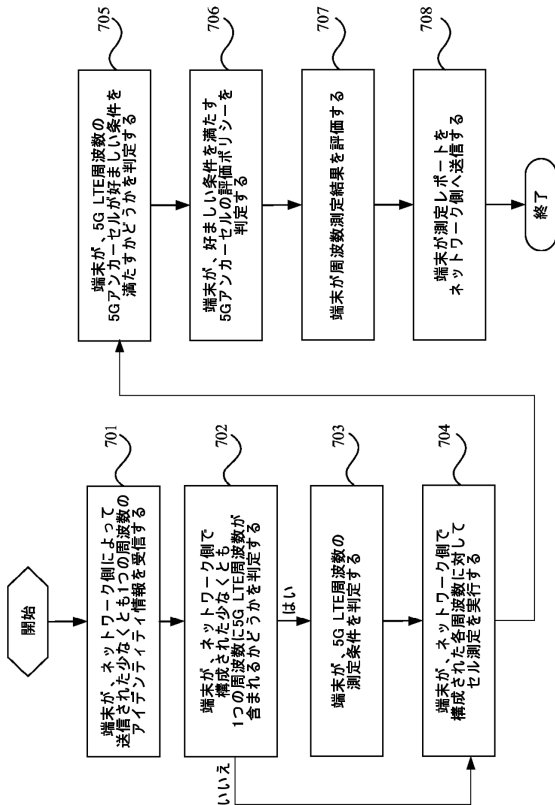 開始
701
端末が、ネットワーク側によって
送信された少なくとも1つの周波数の
アイデンティティ情報を受信する
702
端末が、ネットワーク側で
構成された少なくとも
1つの周波数に5G LTE周波数が
含まれるかどうかを判定する
いいえ
はい
703
端末が、5G LTE周波数の
測定条件を判定する
704
端末が、ネットワーク側で
構成された各周波数に対して
セル測定を実行する
705
端末が、5G LTE周波数の
5Gアンカーセルが好ましい条件を
満たすかどうかを判定する
706
端末が、好ましい条件を満たす
5Gアンカーセルの評価ポリシーを
判定する
707
端末が周波数測定結果を評価する
708
端末が測定レポートを
ネットワーク側へ送信する
終了